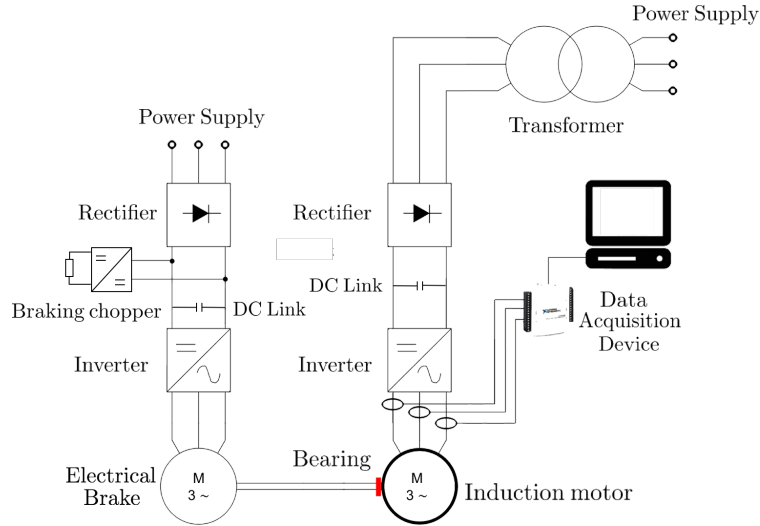 Power Supply
Transformer
Power Supply
Rectifier
Rectifier
DC Link
Braking chopper
DC Link
Data
Acquisition
Device
Inverter
Inverter
Bearing
Electrical
Brake
M
3 ~
M
3 ~
Induction motor